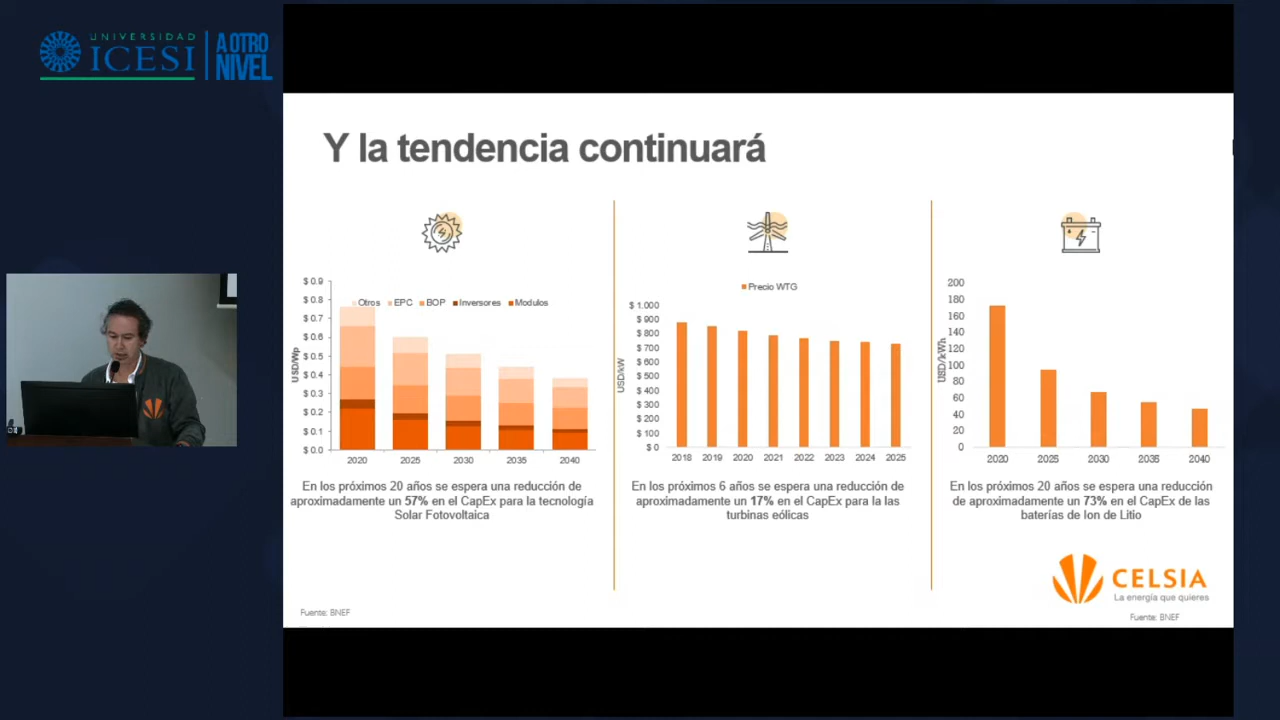 UNIVERSIDAD
ICESI
A OTRO
NIVEL
Y la tendencia continuará
$ 0.9
$ 0.8
$ 0.7
$ 0.6
$ 0.5
$ 0.4
$ 0.3
$ 0.2
$ 0.1
$ 0.0
USD/Wp
Otros EPC BOP Inversores Modulos
2020 2025 2030 2035 2040
En los próximos 20 años se espera una reducción de
aproximadamente un 57% en el CapEx para la tecnología
Solar Fotovoltaica
Precio WTG
$ 1.000
$ 900
$ 800
$ 700
$ 600
$ 500
$ 400
$ 300
$ 200
$ 100
$ 0
USD/kW
2018 2019 2020 2021 2022 2023 2024 2025
En los próximos 6 años se espera una reducción de
aproximadamente un 17% en el CapEx para la las
turbinas eólicas
200
180
160
140
120
100
80
60
40
20
0
USD/kWh
2020 2025 2030 2035 2040
En los próximos 20 años se espera una reducción
de aproximadamente un 73% en el CapEx de las
baterías de Ion de Litio
CELSIA
La energía que quieres
Fuente: BNEF
Fuente: BNEF